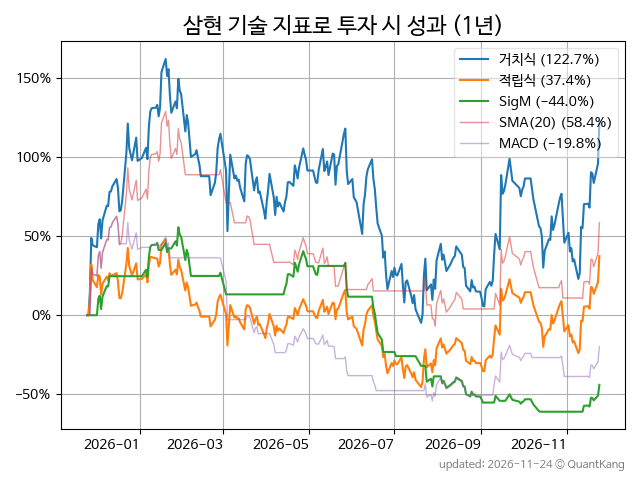 삼현 기술 지표로 투자 시 성과 (1년)
거치식 (122.7%)
적립식 (37.4%)
SigM (−44.0%)
SMA(20) (58.4%)
MACD (−19.8%)
150%
100%
50%
0%
−50%
2026−01 2026−03 2026−05 2026−07 2026−09 2026−11
updated: 2026−11−24 © QuantKang